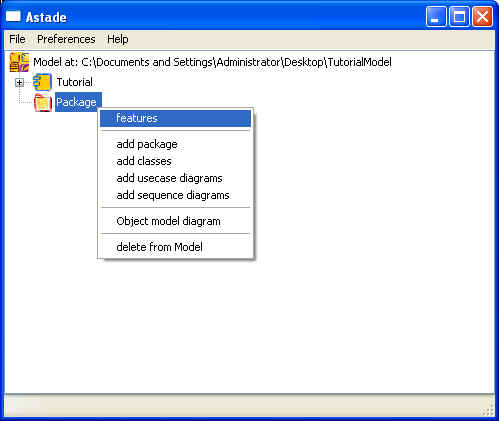 Astade
File Preferences Help
Model at: C:\Documents and Settings\Administrator\Desktop\TutorialModel
Tutorial
Package
features
add package
add classes
add usecase diagrams
add sequence diagrams
Object model diagram
delete from Model